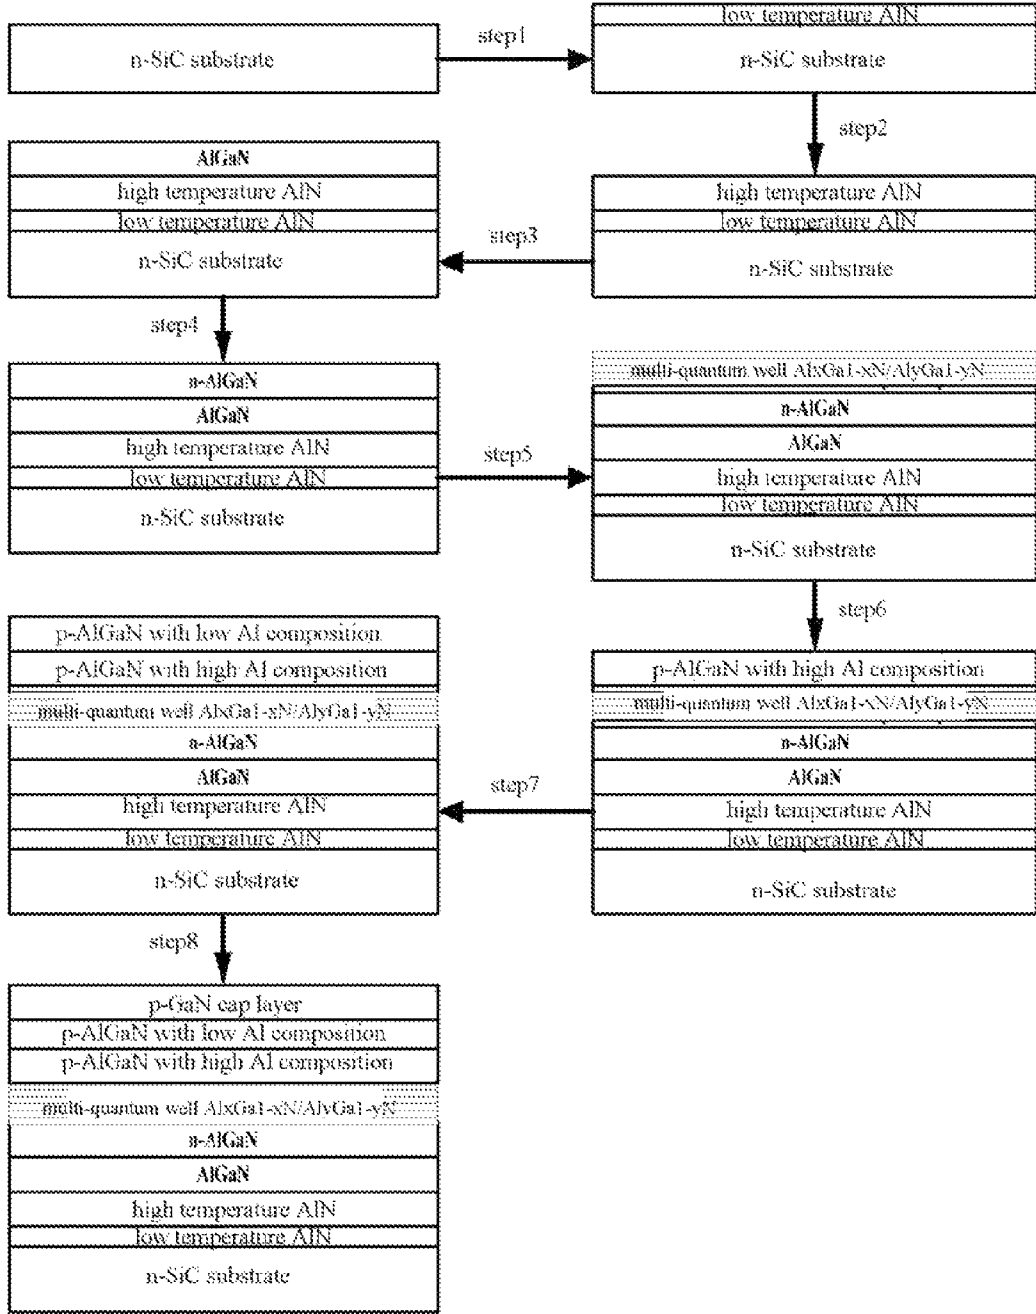 n-SiC substrate
step1
low temperature AlN
n-SiC substrate
step2
high temperature AlN
low temperature AlN
n-SiC substrate
step3
AlGaN
high temperature AlN
low temperature AlN
n-SiC substrate
step4
n-AlGaN
AlGaN
high temperature AlN
low temperature AlN
n-SiC substrate
step5
multi-quantum well AlxGa1-xN/AlyGa1-yN
n-AlGaN
AlGaN
high temperature AlN
low temperature AlN
n-SiC substrate
step6
p-AlGaN with high Al composition
multi-quantum well AlxGa1-xN/AlyGa1-yN
n-AlGaN
AlGaN
high temperature AlN
low temperature AlN
n-SiC substrate
step7
p-AlGaN with low Al composition
p-AlGaN with high Al composition
multi-quantum well AlxGa1-xN/AlyGa1-yN
n-AlGaN
AlGaN
high temperature AlN
low temperature AlN
n-SiC substrate
step8
p-GaN cap layer
p-AlGaN with low Al composition
p-AlGaN with high Al composition
multi-quantum well AlxGa1-xN/AlyGa1-yN
n-AlGaN
AlGaN
high temperature AlN
low temperature AlN
n-SiC substrate